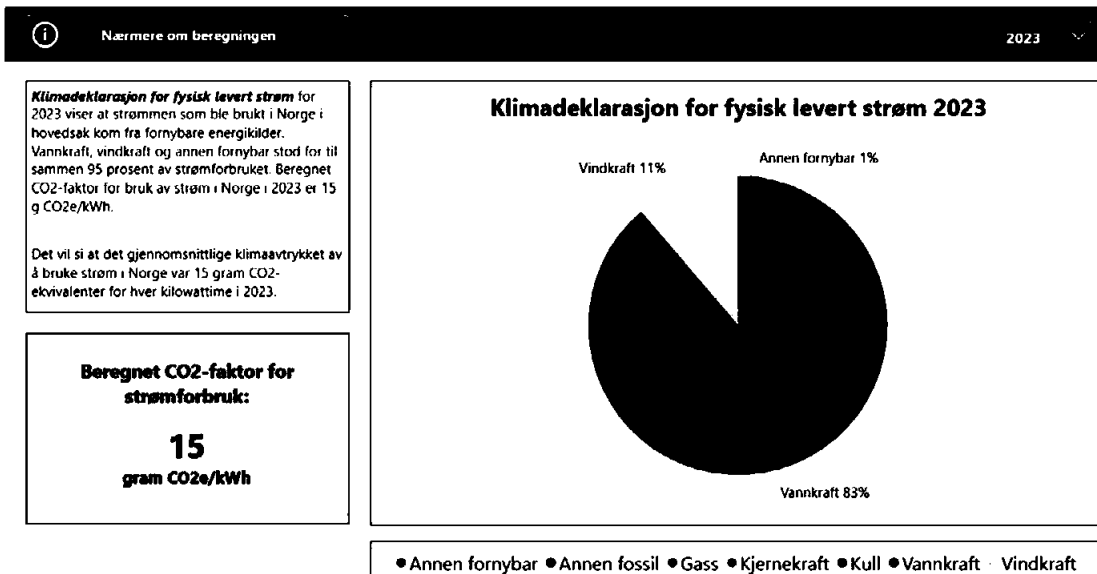 Nærmere om beregningen
2023
Klimadeklarasjon for fysisk levert strøm for
2023 viser at strømmen som ble brukt i Norge i
hovedsak kom fra fornybare energikilder.
Vannkraft, vindkraft og annen fornybar stod for til
sammen 95 prosent av strømforbruket. Beregnet
CO2-faktor for bruk av strøm i Norge i 2023 er 15
g CO2e/kWh.
Det vil si at det gjennomsnittlige klimaavtrykket av
å bruke strøm i Norge var 15 gram CO2-
ekvivalenter for hver kilowattime i 2023.
Beregnet CO2-faktor for
strømforbruk:
15
gram CO2e/kWh
Klimadeklarasjon for fysisk levert strøm 2023
Vindkraft 11%
Annen fornybar 1%
Vannkraft 83%
Annen fornybar Annen fossil Gass Kjernekraft Kull Vannkraft Vindkraft